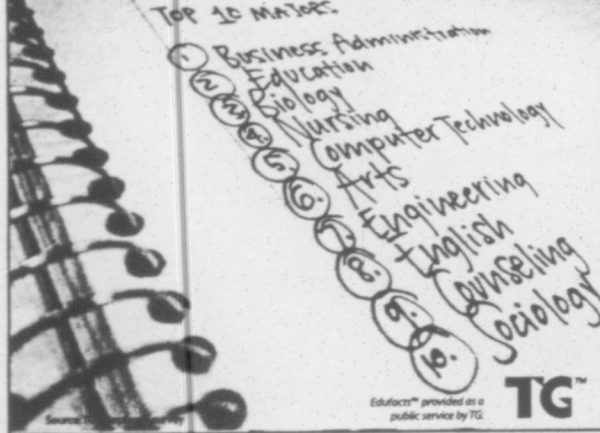 TOP 10 MAJORS
1. Business Administration
2. Education
3. Biology
4. Nursing
5. Computer Technology
6. Arts
7. Engineering
8. English
9. Counseling
10. Sociology
Edufacts™ provided as a
public service by TG.
TG™
Source: